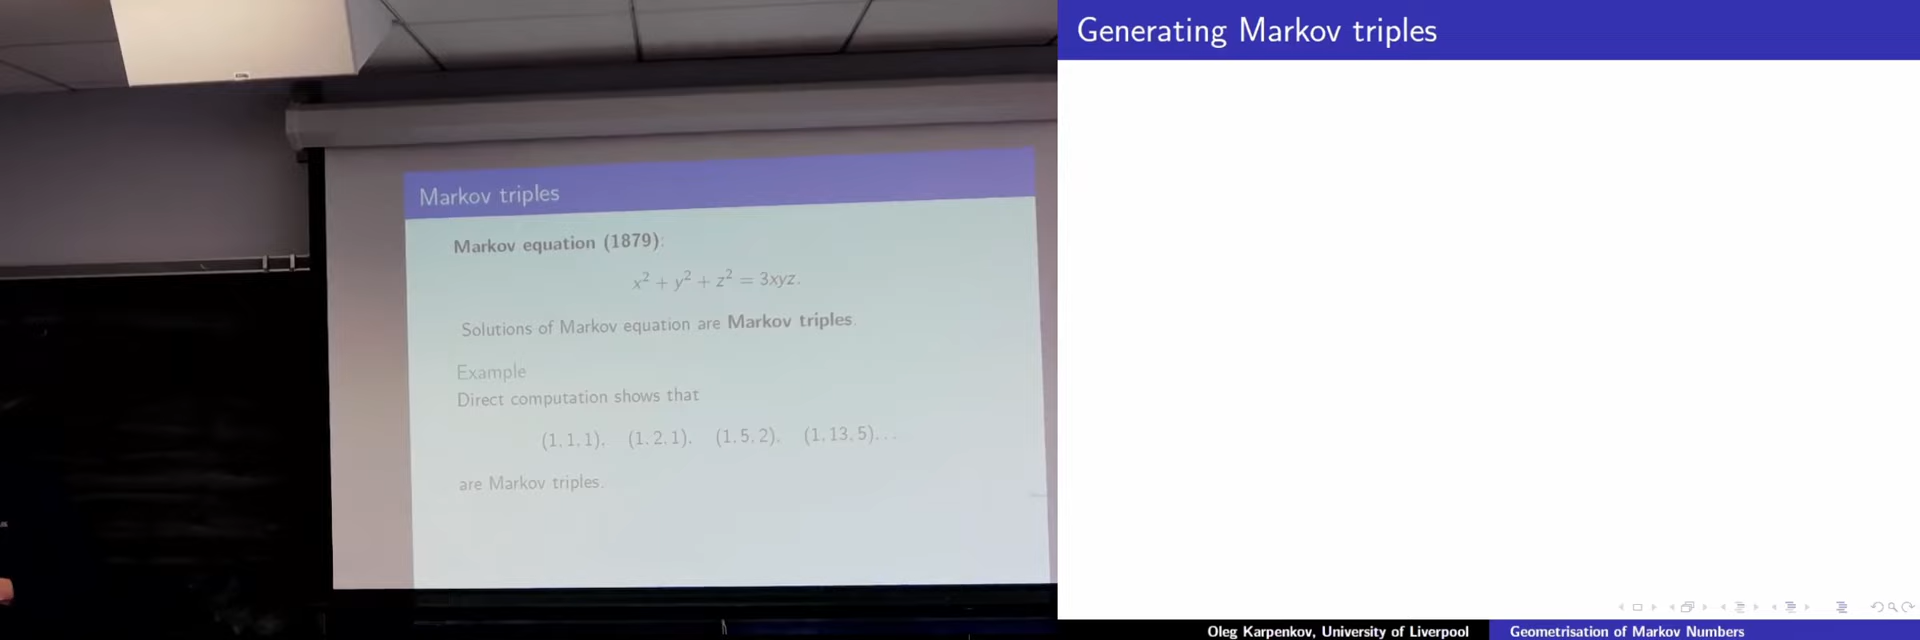 Markov triples
Markov equation (1879):
x² + y² + z² = 3xyz.
Solutions of Markov equation are Markov triples.
Example
Direct computation shows that
(1, 1, 1), (1, 2, 1), (1, 5, 2), (1, 13, 5)...
are Markov triples.
Generating Markov triples
Oleg Karpenkov, University of Liverpool
Geometrisation of Markov Numbers